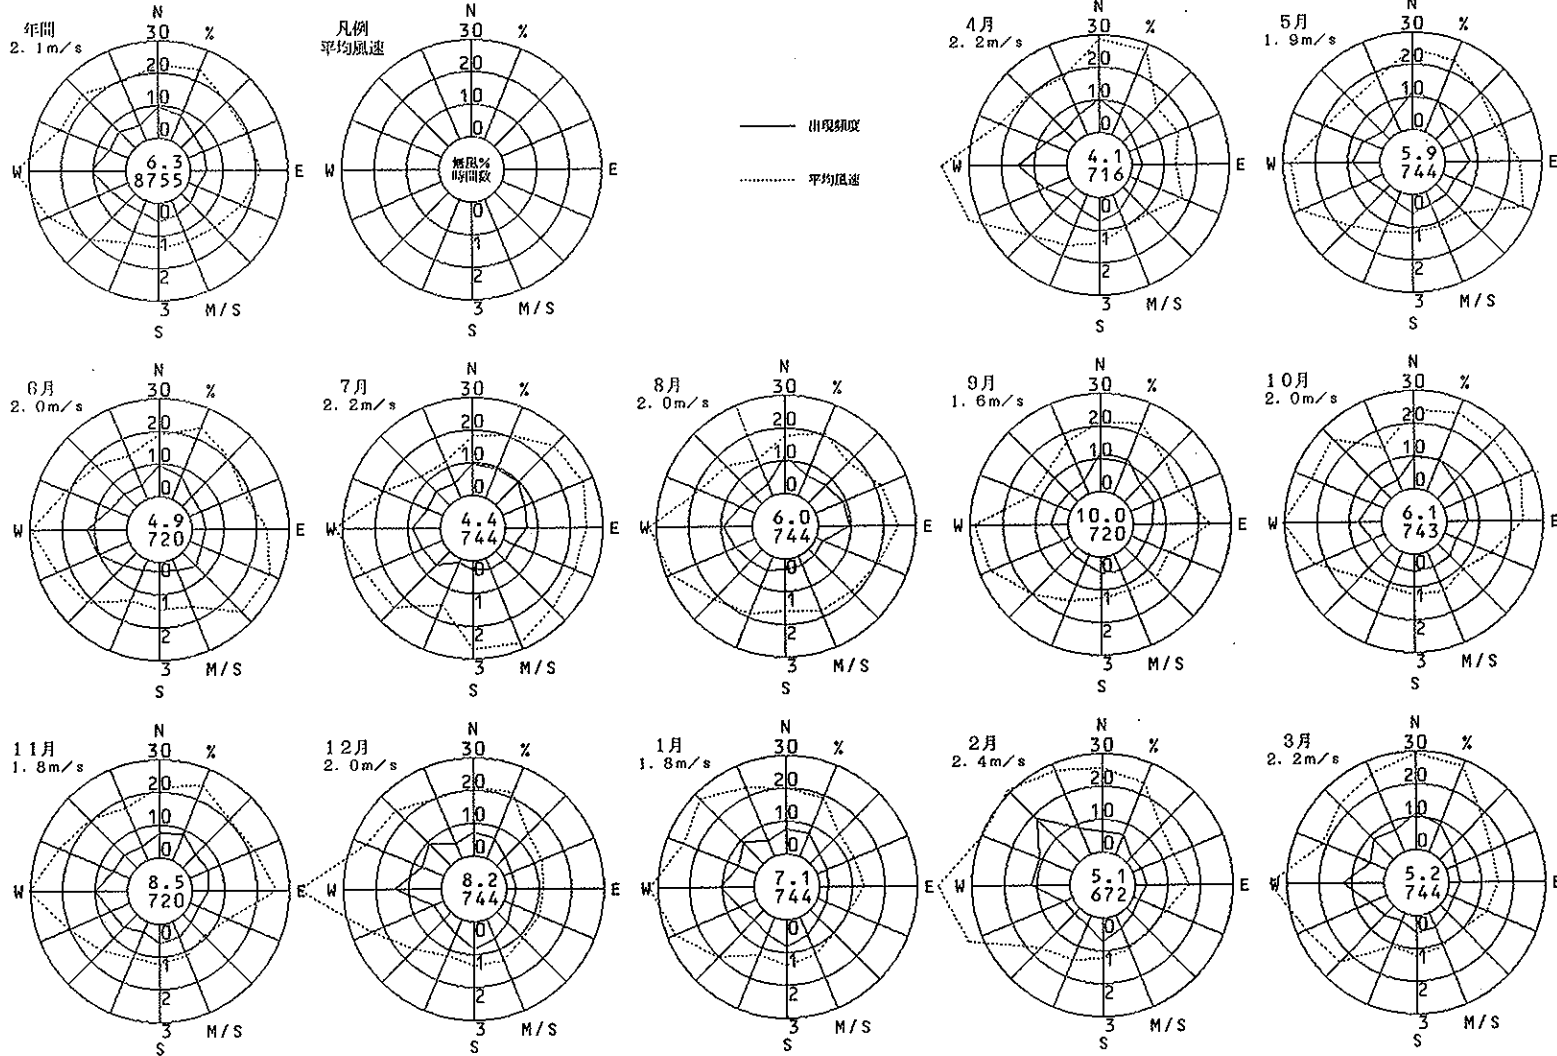 年間
2.1m/s
N
30 %
20
10
0
6.3
8755
W
E
0
1
2
3 M/S
S
凡例
平均風速
N
30 %
20
10
0
無風%
時間数
W
E
0
1
2
3 M/S
S
出現頻度
平均風速
4月
2.2m/s
N
30 %
20
10
0
4.1
716
W
E
0
1
2
3 M/S
S
5月
1.9m/s
N
30 %
20
10
0
5.9
744
W
E
0
1
2
3 M/S
S
6月
2.0m/s
N
30 %
20
10
0
4.9
720
W
E
0
1
2
3 M/S
S
7月
2.2m/s
N
30 %
20
10
0
4.4
744
W
E
0
1
2
3 M/S
S
8月
2.0m/s
N
30 %
20
10
0
6.0
744
W
E
0
1
2
3 M/S
S
9月
1.6m/s
N
30 %
20
10
0
10.0
720
W
E
0
1
2
3 M/S
S
10月
2.0m/s
N
30 %
20
10
0
6.1
743
W
E
0
1
2
3 M/S
S
11月
1.8m/s
N
30 %
20
10
0
8.5
720
W
E
0
1
2
3 M/S
S
12月
2.0m/s
N
30 %
20
10
0
8.2
744
W
E
0
1
2
3 M/S
S
1月
1.8m/s
N
30 %
20
10
0
7.1
744
W
E
0
1
2
3 M/S
S
2月
2.4m/s
N
30 %
20
10
0
5.1
672
W
E
0
1
2
3 M/S
S
3月
2.2m/s
N
30 %
20
10
0
5.2
744
W
E
0
1
2
3 M/S
S